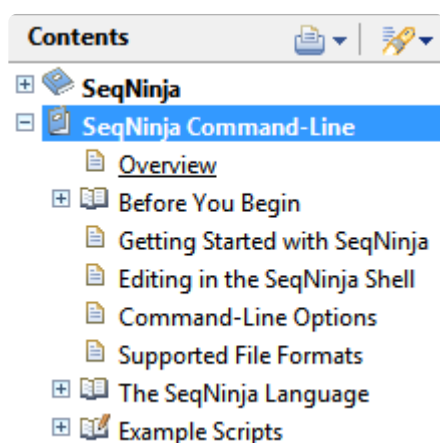 Contents
SeqNinja
SeqNinja Command-Line
Overview
Before You Begin
Getting Started with SeqNinja
Editing in the SeqNinja Shell
Command-Line Options
Supported File Formats
The SeqNinja Language
Example Scripts